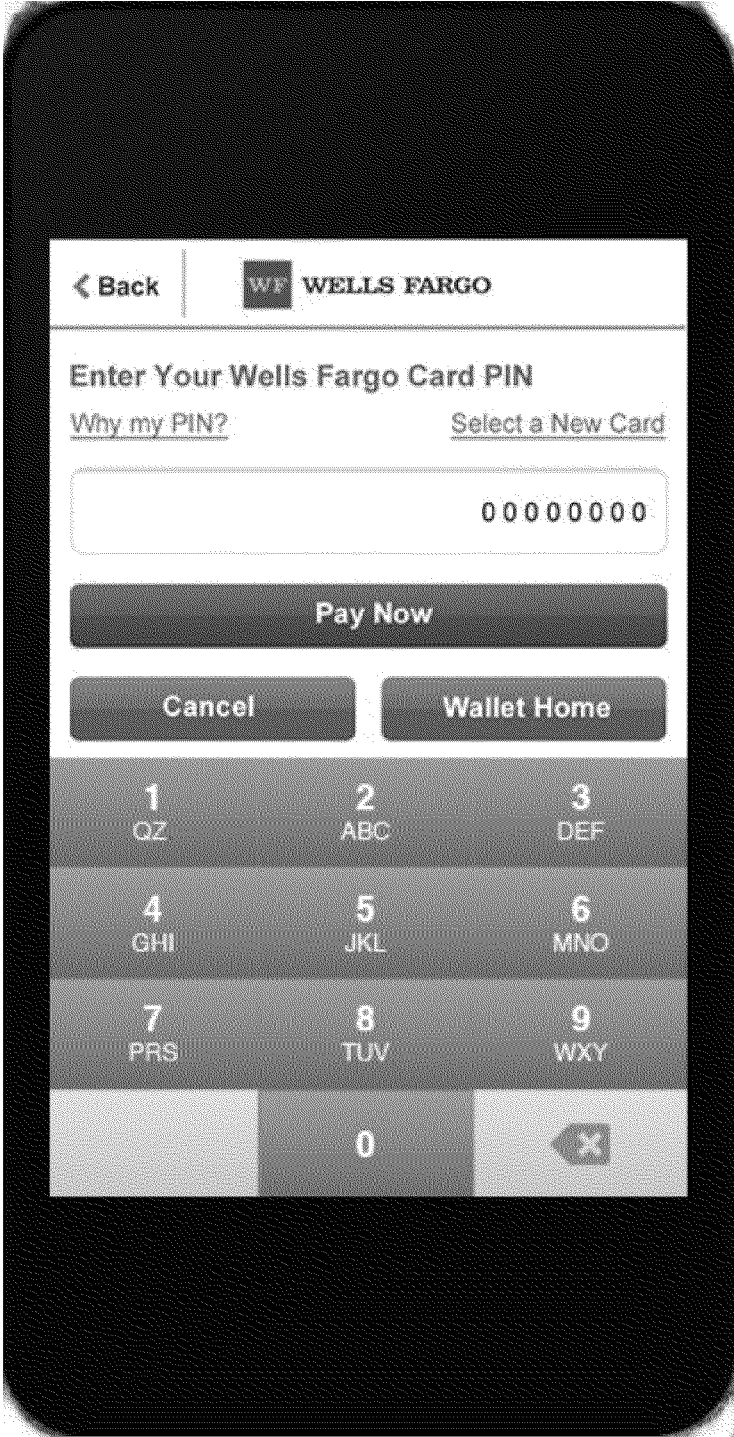 Back WF WELLS FARGO
Enter Your Wells Fargo Card PIN
Why my PIN? Select a New Card
00000000
Pay Now
Cancel Wallet Home
1 2 3
QZ ABC DEF
4 5 6
GHI JKL MNO
7 8 9
PRS TUV WXY
0